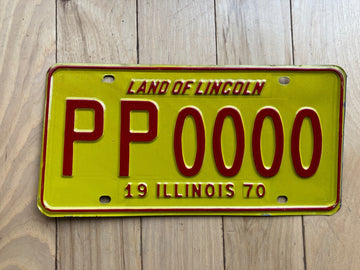 LAND OF LINCOLN
PP 0000
19 ILLINOIS 70